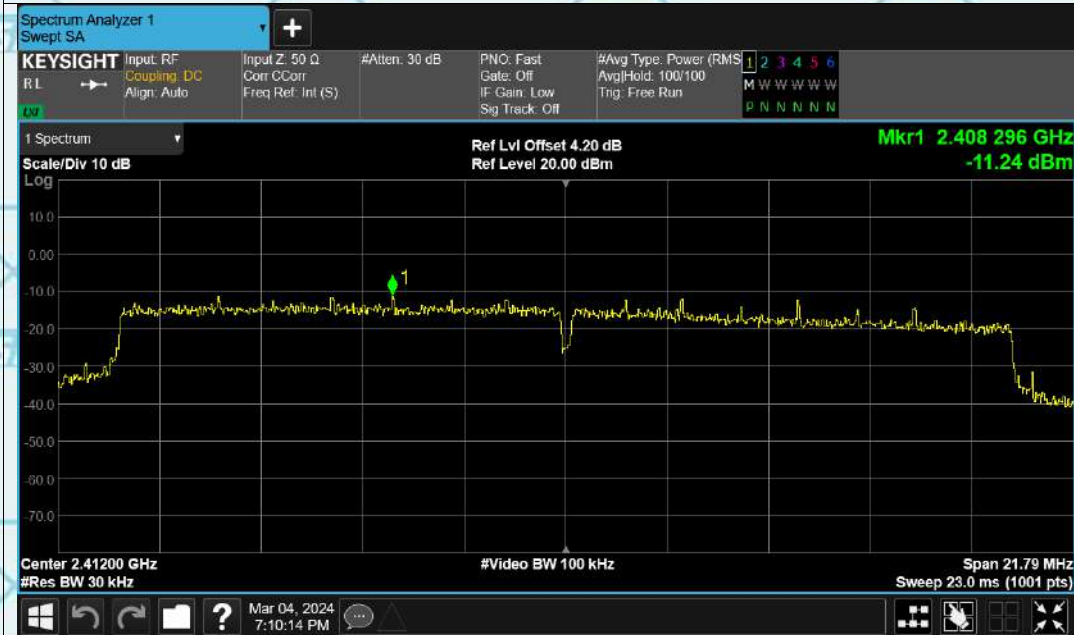 Spectrum Analyzer 1
Swept SA
+
KEYSIGHT
RL
LXI
Input: RF
Coupling: DC
Align: Auto
Input Z: 50 Ω
Corr CCorr
Freq Ref: Int (S)
#Atten: 30 dB
PNO: Fast
Gate: Off
IF Gain: Low
Sig Track: Off
#Avg Type: Power (RMS
Avg|Hold: 100/100
Trig: Free Run
1 2 3 4 5 6
M W W W W W
P N N N N N
1 Spectrum
Scale/Div 10 dB
Log
Ref Lvl Offset 4.20 dB
Ref Level 20.00 dBm
Mkr1 2.408 296 GHz
-11.24 dBm
10.0
0.00
-10.0
-20.0
-30.0
-40.0
-50.0
-60.0
-70.0
1
Center 2.41200 GHz
#Res BW 30 kHz
#Video BW 100 kHz
Span 21.79 MHz
Sweep 23.0 ms (1001 pts)
?
Mar 04, 2024
7:10:14 PM